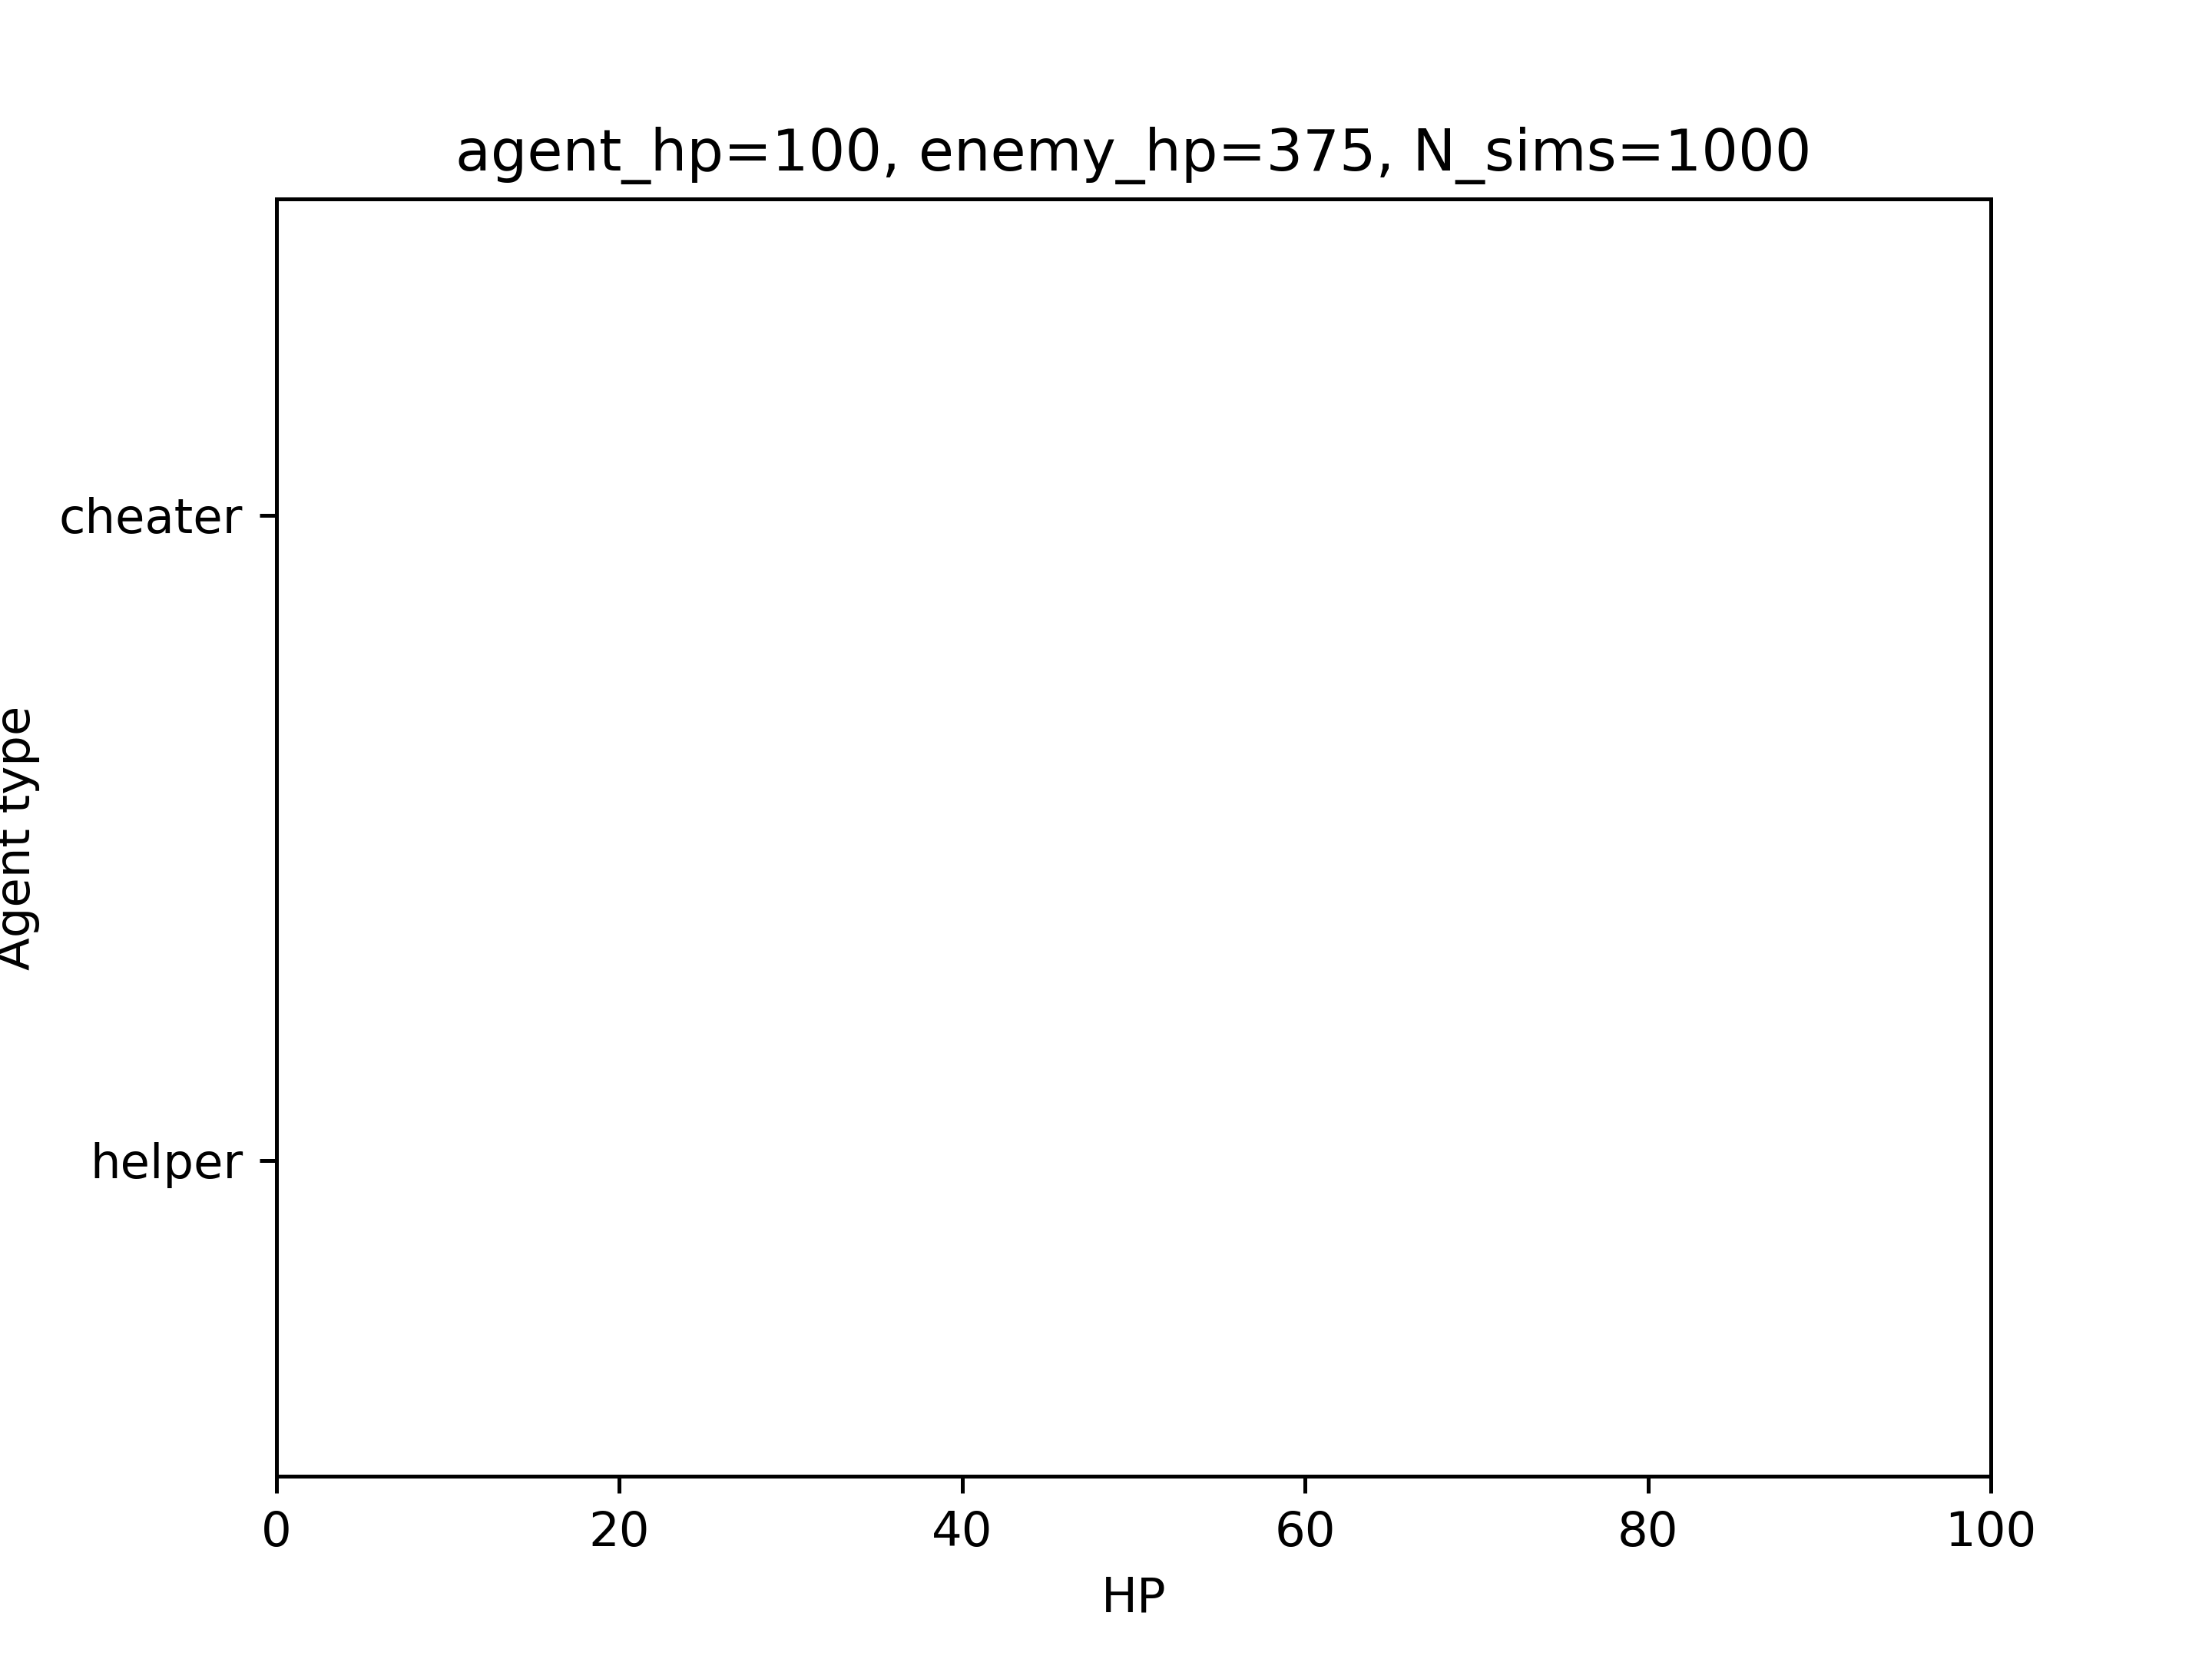 agent_hp=100, enemy_hp=375, N_sims=1000
cheater
Agent type
helper
0 20 40 60 80 100
HP